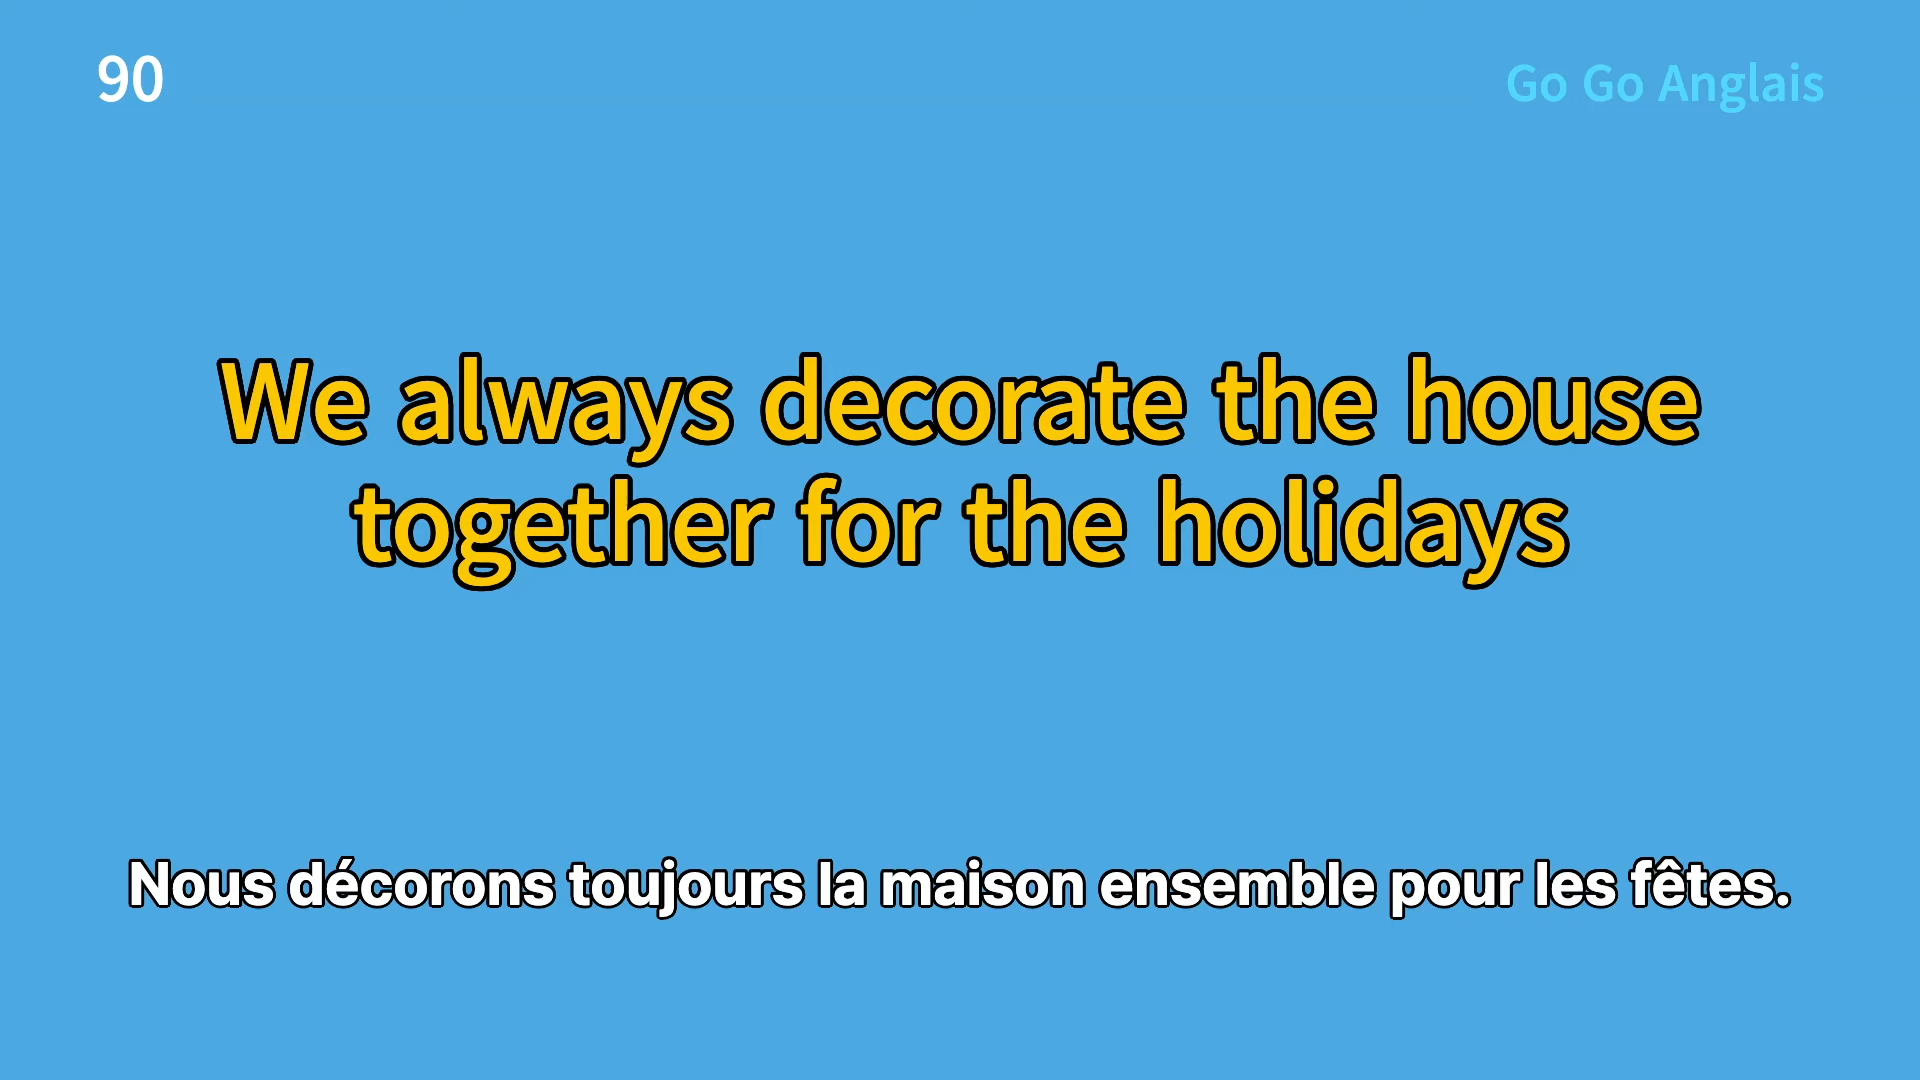 90
Go Go Anglais
We always decorate the house
together for the holidays
Nous décorons toujours la maison ensemble pour les fêtes.